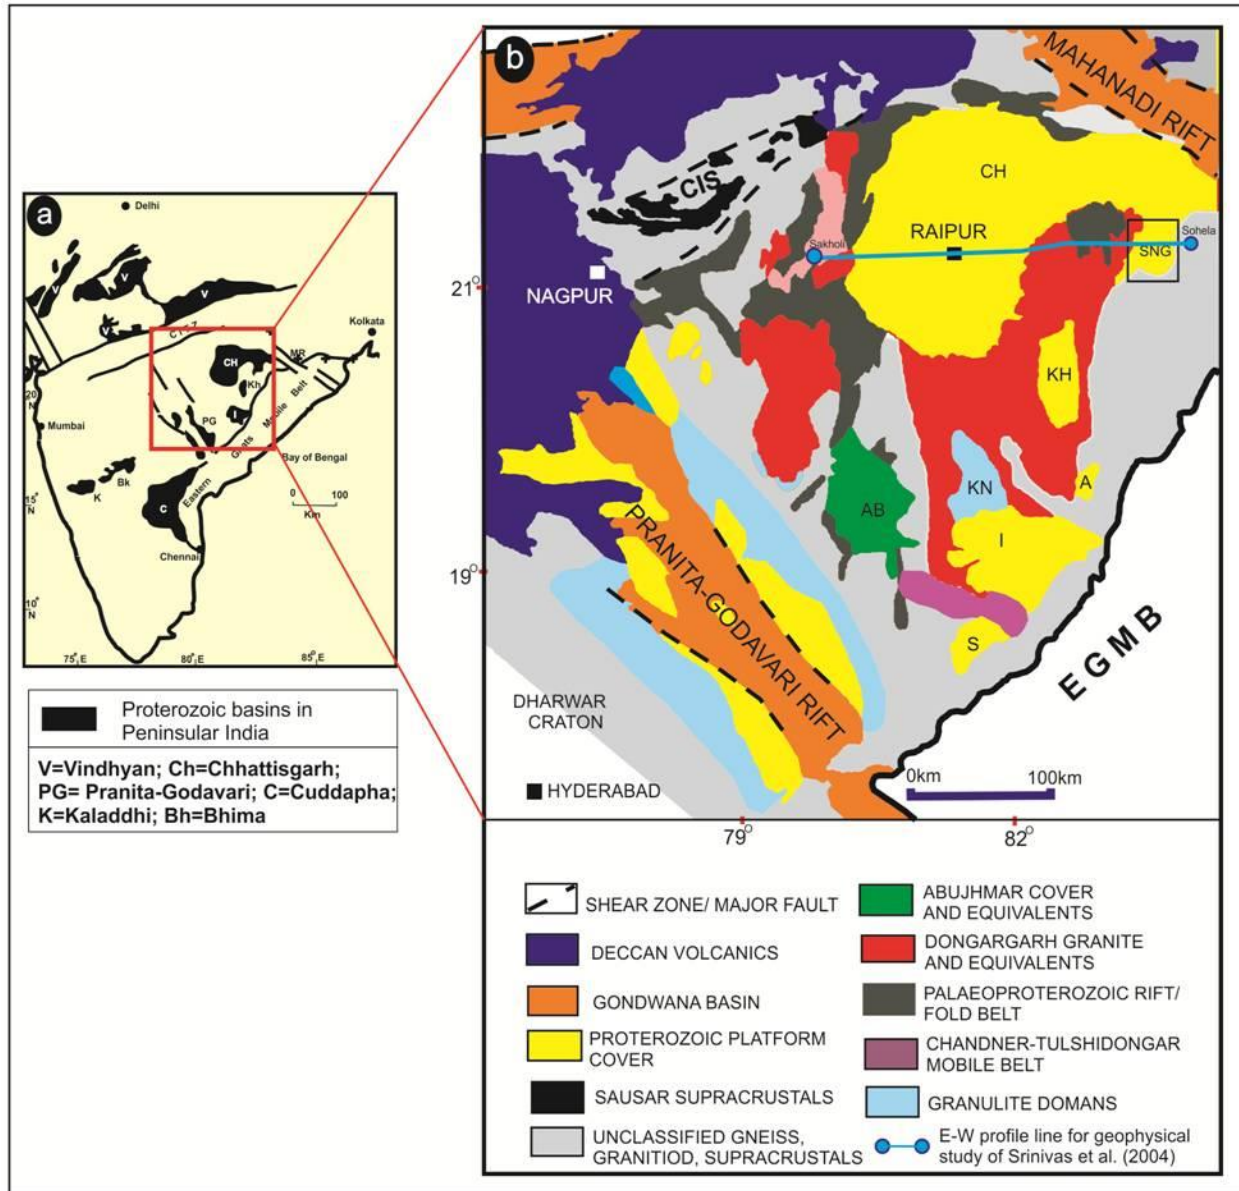 a
Delhi
V
V
V
V
C I T Z
Kolkata
CH
MR
Kh
Belt
20
N
PG
I
Mobile
Mumbai
Ghats
Bay of Bengal
Bk
K
Eastern
0 100
Km
15°
N
C
Chennai
10°
N
75°E 80°E 85°E
Proterozoic basins in
Peninsular India
V=Vindhyan; Ch=Chhattisgarh;
PG= Pranita-Godavari; C=Cuddapha;
K=Kaladdhi; Bh=Bhima
b
MAHANADI RIFT
CIS
CH
Sakholi
RAIPUR
Sohela
SNG
NAGPUR
21°
KH
KN
A
AB
I
PRANITA-GODAVARI RIFT
19°
S
EGMB
DHARWAR
CRATON
0km 100km
HYDERABAD
79° 82°
SHEAR ZONE/ MAJOR FAULT
DECCAN VOLCANICS
GONDWANA BASIN
PROTEROZOIC PLATFORM
COVER
SAUSAR SUPRACRUSTALS
UNCLASSIFIED GNEISS,
GRANITIOD, SUPRACRUSTALS
ABUJHMAR COVER
AND EQUIVALENTS
DONGARGARH GRANITE
AND EQUIVALENTS
PALAEOPROTEROZOIC RIFT/
FOLD BELT
CHANDNER-TULSHIDONGAR
MOBILE BELT
GRANULITE DOMANS
E-W profile line for geophysical
study of Srinivas et al. (2004)